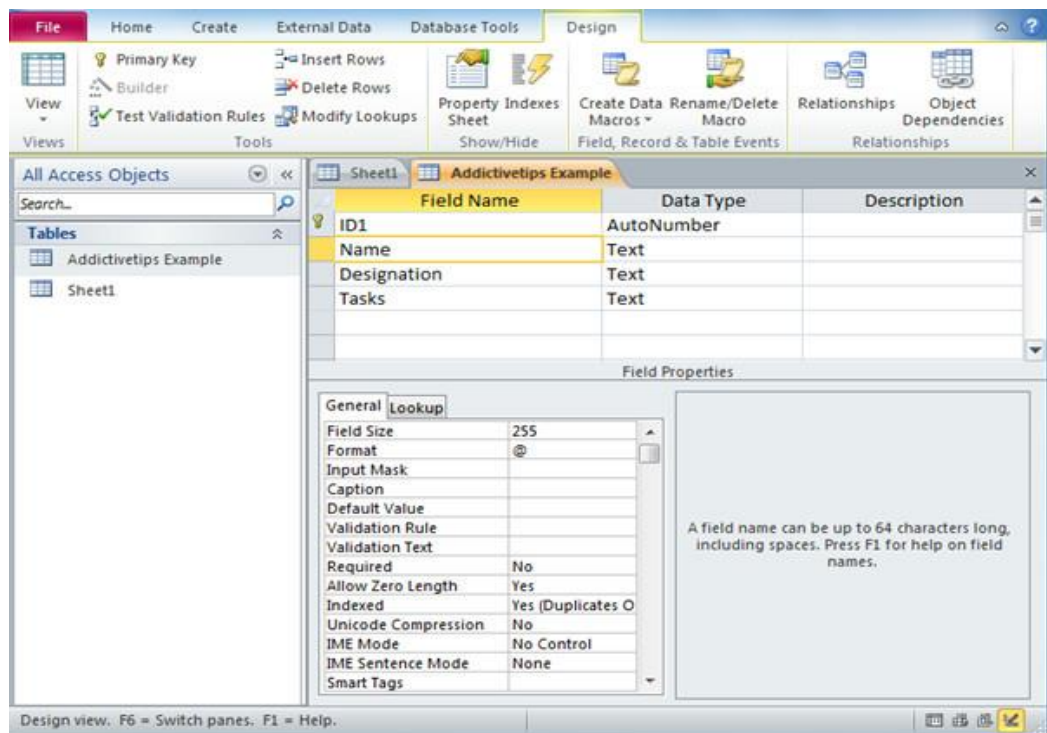 File Home Create External Data Database Tools Design
Primary Key
Builder
Test Validation Rules
Insert Rows
Delete Rows
Modify Lookups
View
Property Sheet
Indexes
Create Data Macros
Rename/Delete Macro
Relationships
Object Dependencies
Views Tools Show/Hide Field, Record & Table Events Relationships
All Access Objects
Search...
Tables
Addictivetips Example
Sheet1
Sheet1 Addictivetips Example
Field Name Data Type Description
ID1 AutoNumber
Name Text
Designation Text
Tasks Text
Field Properties
General Lookup
Field Size 255
Format @
Input Mask
Caption
Default Value
Validation Rule
Validation Text
Required No
Allow Zero Length Yes
Indexed Yes (Duplicates O
Unicode Compression No
IME Mode No Control
IME Sentence Mode None
Smart Tags
A field name can be up to 64 characters long,
including spaces. Press F1 for help on field
names.
Design view. F6 = Switch panes. F1 = Help.